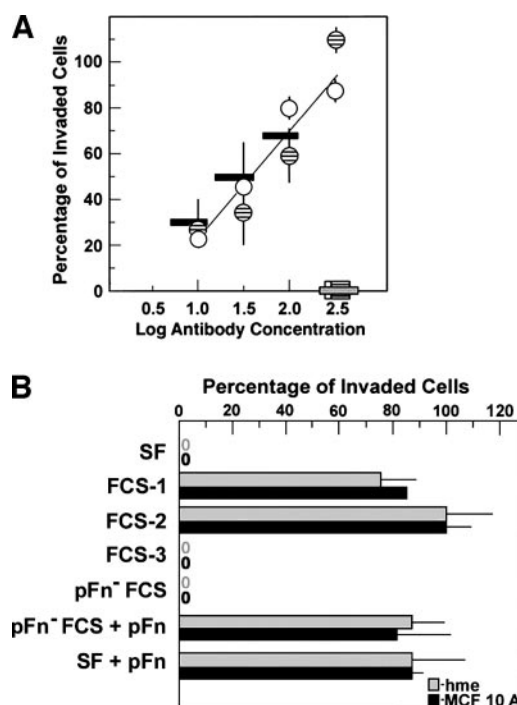 A
Percentage of Invaded Cells
100
80
60
40
20
0
0.5 1.0 1.5 2.0 2.5
Log Antibody Concentration
B
Percentage of Invaded Cells
0 20 40 60 80 100 120
SF 0
0
FCS-1
FCS-2
FCS-3 0
0
pFn⁻ FCS 0
0
pFn⁻ FCS + pFn
SF + pFn
hme
MCF 10 A